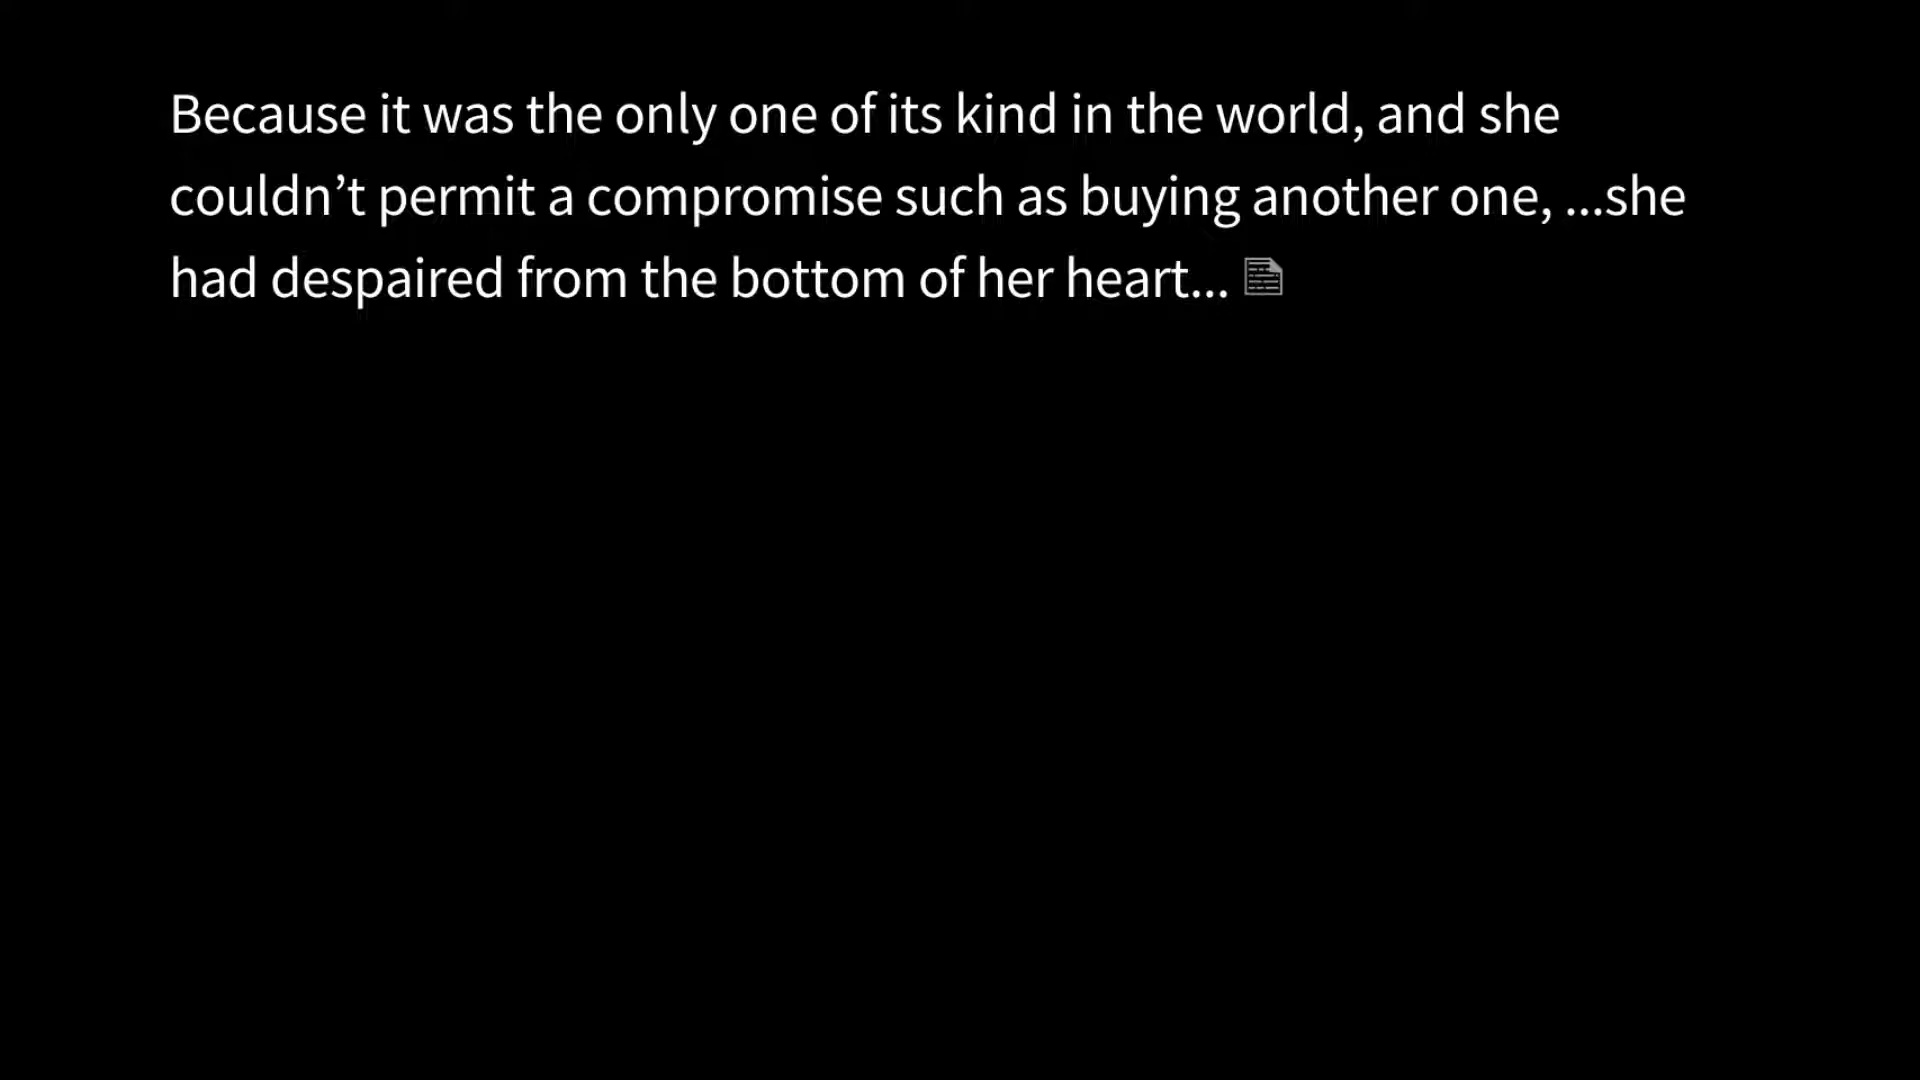 Because it was the only one of its kind in the world, and she
couldn’t permit a compromise such as buying another one, ...she
had despaired from the bottom of her heart...